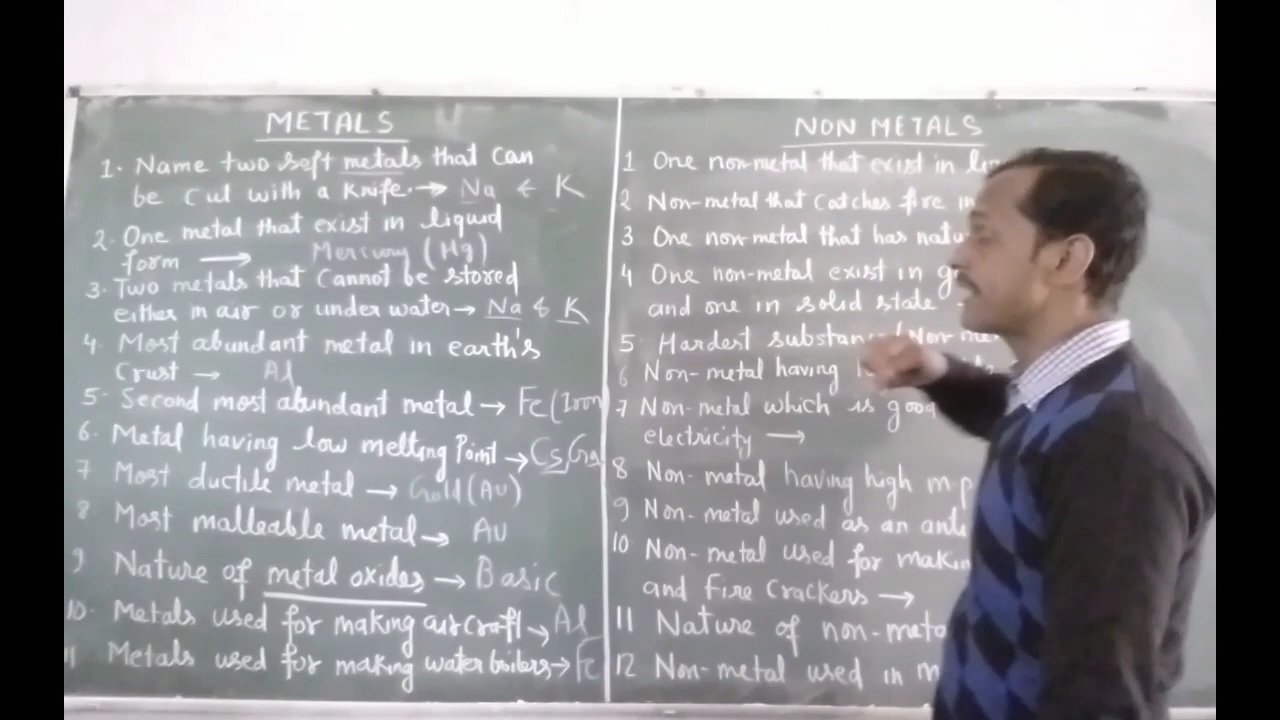 METALS
1. Name two soft metals that can
be cut with a knife. → Na & K
2. One metal that exist in liquid
form → Mercury (Hg)
3. Two metals that cannot be stored
either in air or under water → Na & K
4. Most abundant metal in earth's
crust → Al
5. Second most abundant metal → Fe (Iron
6. Metal having low melting Point → Cs, Ga
7 Most ductile metal → Gold (Au)
8 Most malleable metal → Au
9 Nature of metal oxides → Basic
10. Metals used for making aircraft → Al
11 Metals used for making water boilers → Fe
NON METALS
1 One non-metal that exist in
2 Non-metal that catches fire in
3 One non-metal that has
4 One non-metal exist in
and one in solid state
5 Hardest substance/Non-
6 Non-metal having
7 Non-metal which is good
electricity →
8 Non-metal having high m.p
9 Non-metal used as an
10 Non-metal used for
and Fire Crackers →
11 Nature of
12 Non-metal used in